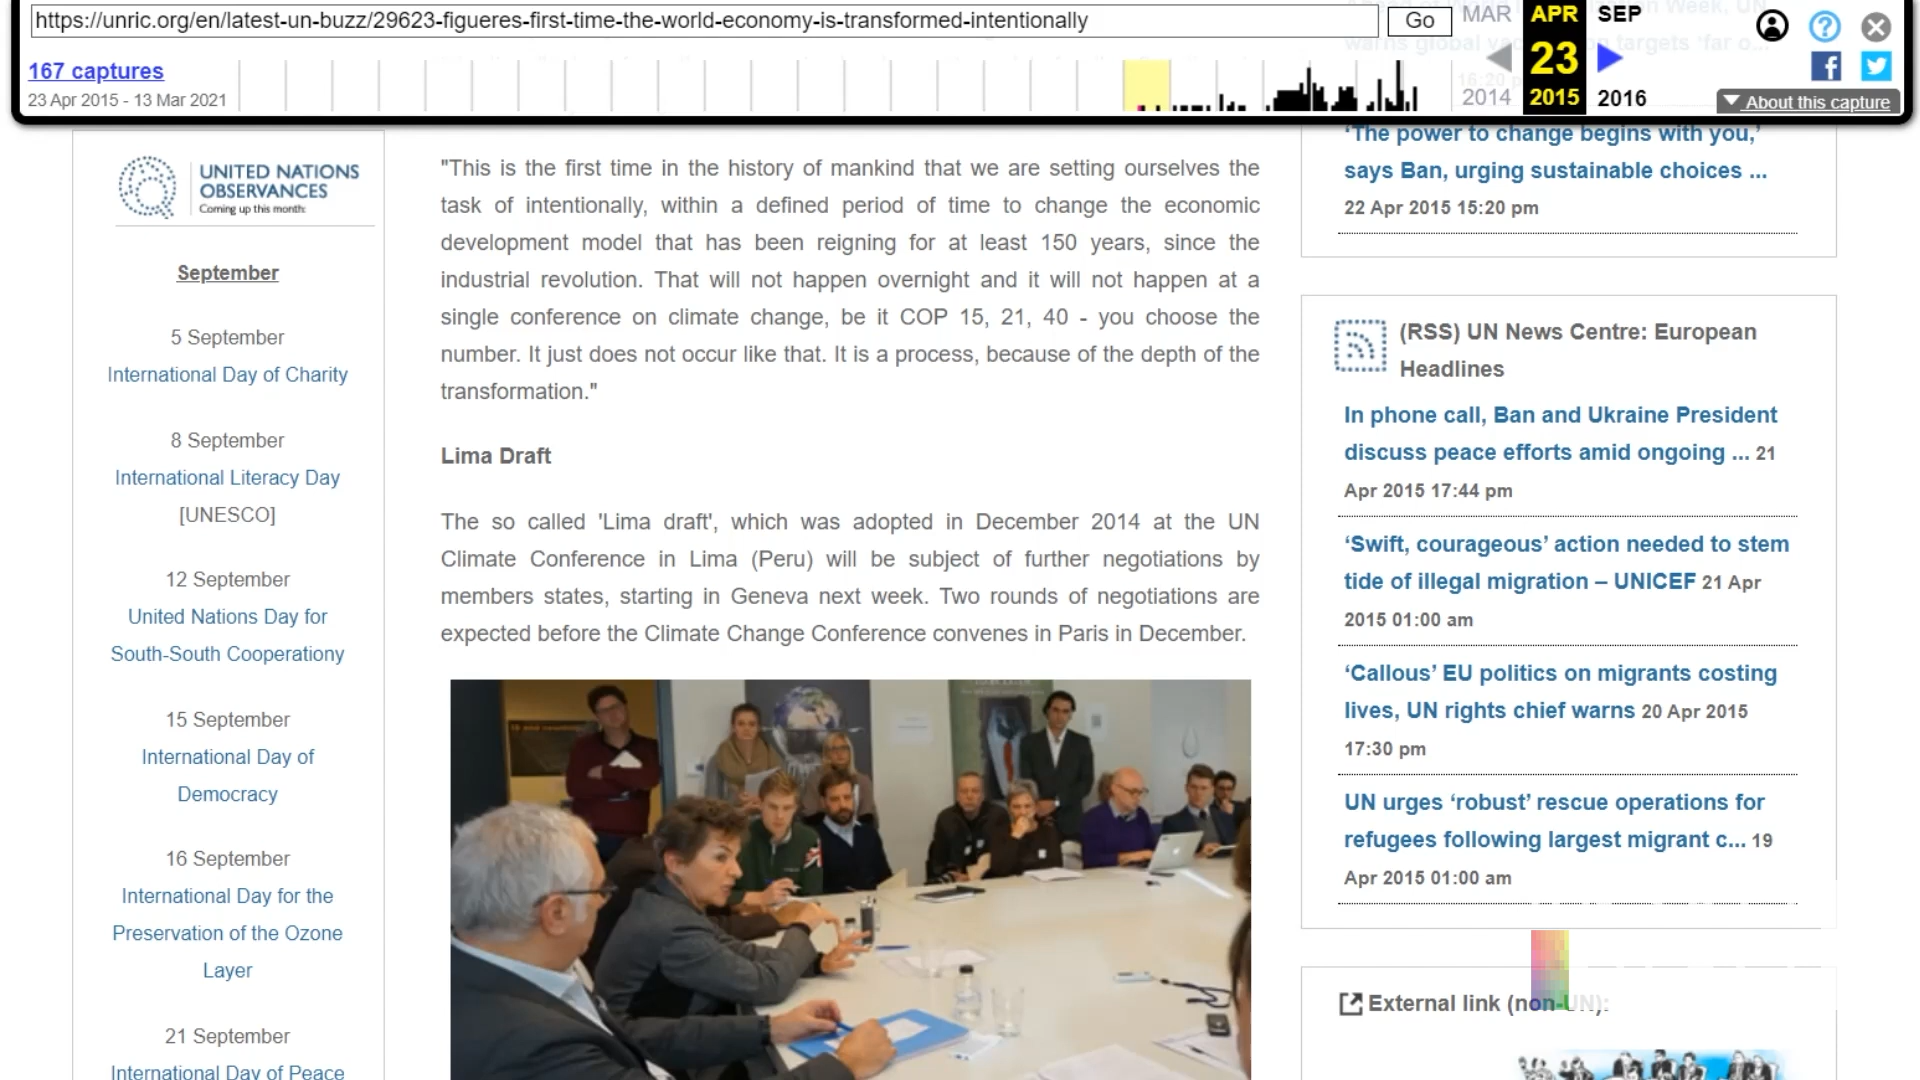 https://unric.org/en/latest-un-buzz/29623-figueres-first-time-the-world-economy-is-transformed-intentionally
Go
MAR
APR
SEP
167 captures
23
23 Apr 2015 - 13 Mar 2021
2014
2015
2016
About this capture
UNITED NATIONS
OBSERVANCES
Coming up this month:
September
5 September
International Day of Charity
8 September
International Literacy Day
[UNESCO]
12 September
United Nations Day for
South-South Cooperationy
15 September
International Day of
Democracy
16 September
International Day for the
Preservation of the Ozone
Layer
21 September
International Day of Peace
"This is the first time in the history of mankind that we are setting ourselves the
task of intentionally, within a defined period of time to change the economic
development model that has been reigning for at least 150 years, since the
industrial revolution. That will not happen overnight and it will not happen at a
single conference on climate change, be it COP 15, 21, 40 - you choose the
number. It just does not occur like that. It is a process, because of the depth of the
transformation."
Lima Draft
The so called 'Lima draft', which was adopted in December 2014 at the UN
Climate Conference in Lima (Peru) will be subject of further negotiations by
members states, starting in Geneva next week. Two rounds of negotiations are
expected before the Climate Change Conference convenes in Paris in December.
‘The power to change begins with you,’
says Ban, urging sustainable choices ...
22 Apr 2015 15:20 pm
(RSS) UN News Centre: European
Headlines
In phone call, Ban and Ukraine President
discuss peace efforts amid ongoing ... 21
Apr 2015 17:44 pm
‘Swift, courageous’ action needed to stem
tide of illegal migration – UNICEF 21 Apr
2015 01:00 am
‘Callous’ EU politics on migrants costing
lives, UN rights chief warns 20 Apr 2015
17:30 pm
UN urges ‘robust’ rescue operations for
refugees following largest migrant c... 19
Apr 2015 01:00 am
External link (non-UN):